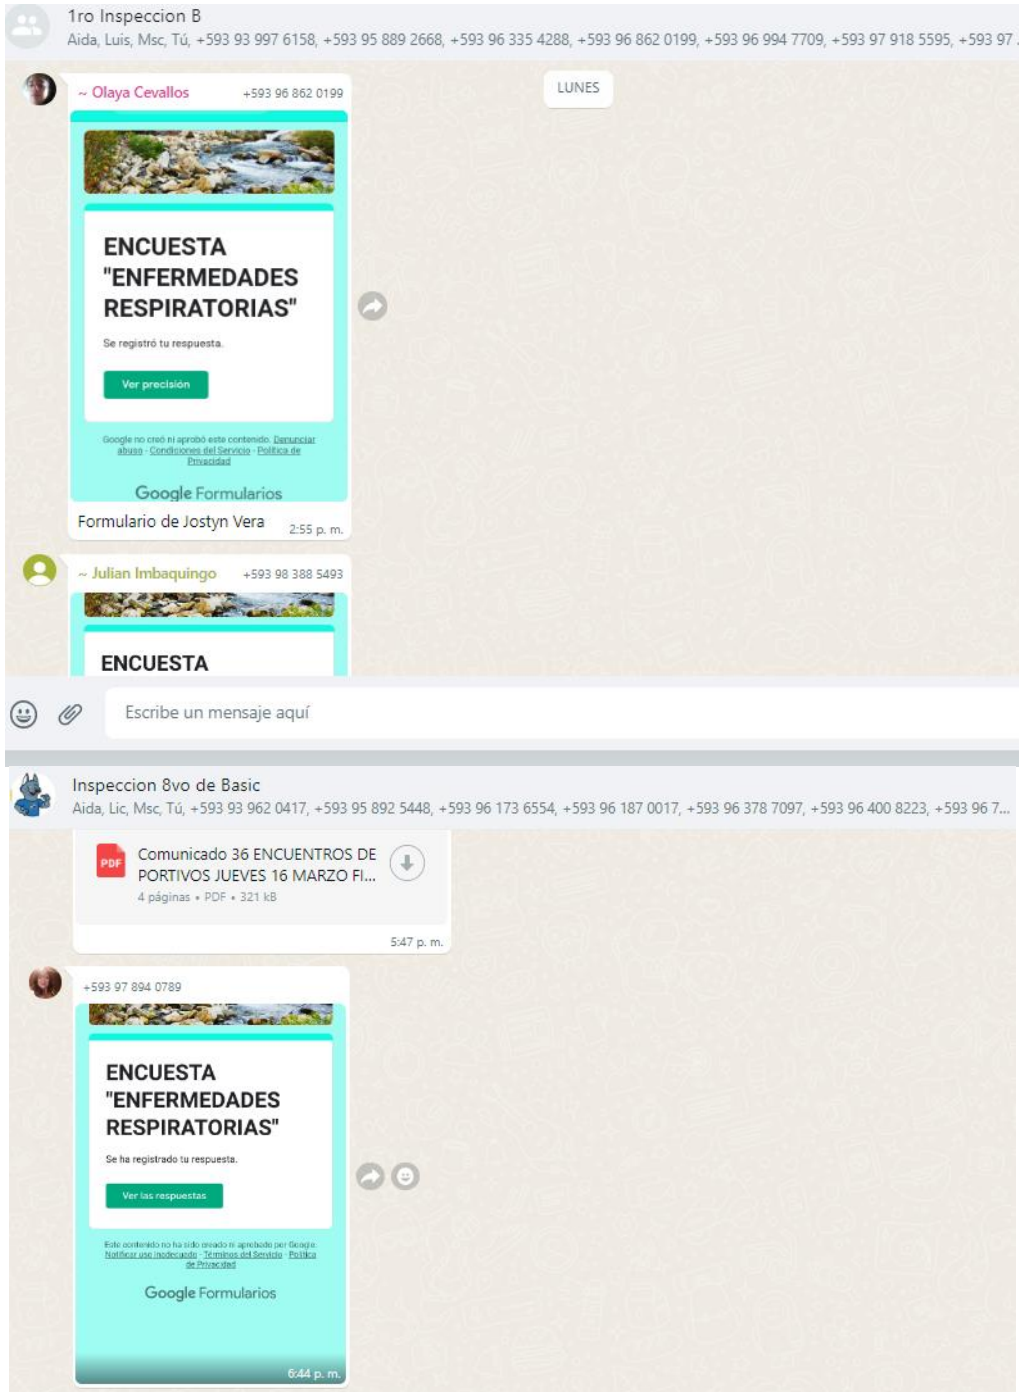 1ro Inspeccion B
Aida, Luis, Msc, Tú, +593 93 997 6158, +593 95 889 2668, +593 96 335 4288, +593 96 862 0199, +593 96 994 7709, +593 97 918 5595, +593 97 .
LUNES
~ Olaya Cevallos +593 96 862 0199
ENCUESTA
"ENFERMEDADES
RESPIRATORIAS"
Se registró tu respuesta.
Ver precisión
Google no creó ni aprobó este contenido. Denunciar
abuso - Condiciones del Servicio - Política de
Privacidad
Google Formularios
Formulario de Jostyn Vera 2:55 p. m.
~ Julian Imbaquingo +593 98 388 5493
ENCUESTA
Escribe un mensaje aquí
Inspeccion 8vo de Basic
Aida, Lic, Msc, Tú, +593 93 962 0417, +593 95 892 5448, +593 96 173 6554, +593 96 187 0017, +593 96 378 7097, +593 96 400 8223, +593 96 7...
PDF
Comunicado 36 ENCUENTROS DE
PORTIVOS JUEVES 16 MARZO FI...
4 páginas • PDF • 321 kB
5:47 p. m.
+593 97 894 0789
ENCUESTA
"ENFERMEDADES
RESPIRATORIAS"
Se ha registrado tu respuesta.
Ver las respuestas
Este contenido no ha sido creado ni aprobado por Google.
Notificar uso inadecuado - Términos del Servicio - Política
de Privacidad
Google Formularios
6:44 p. m.